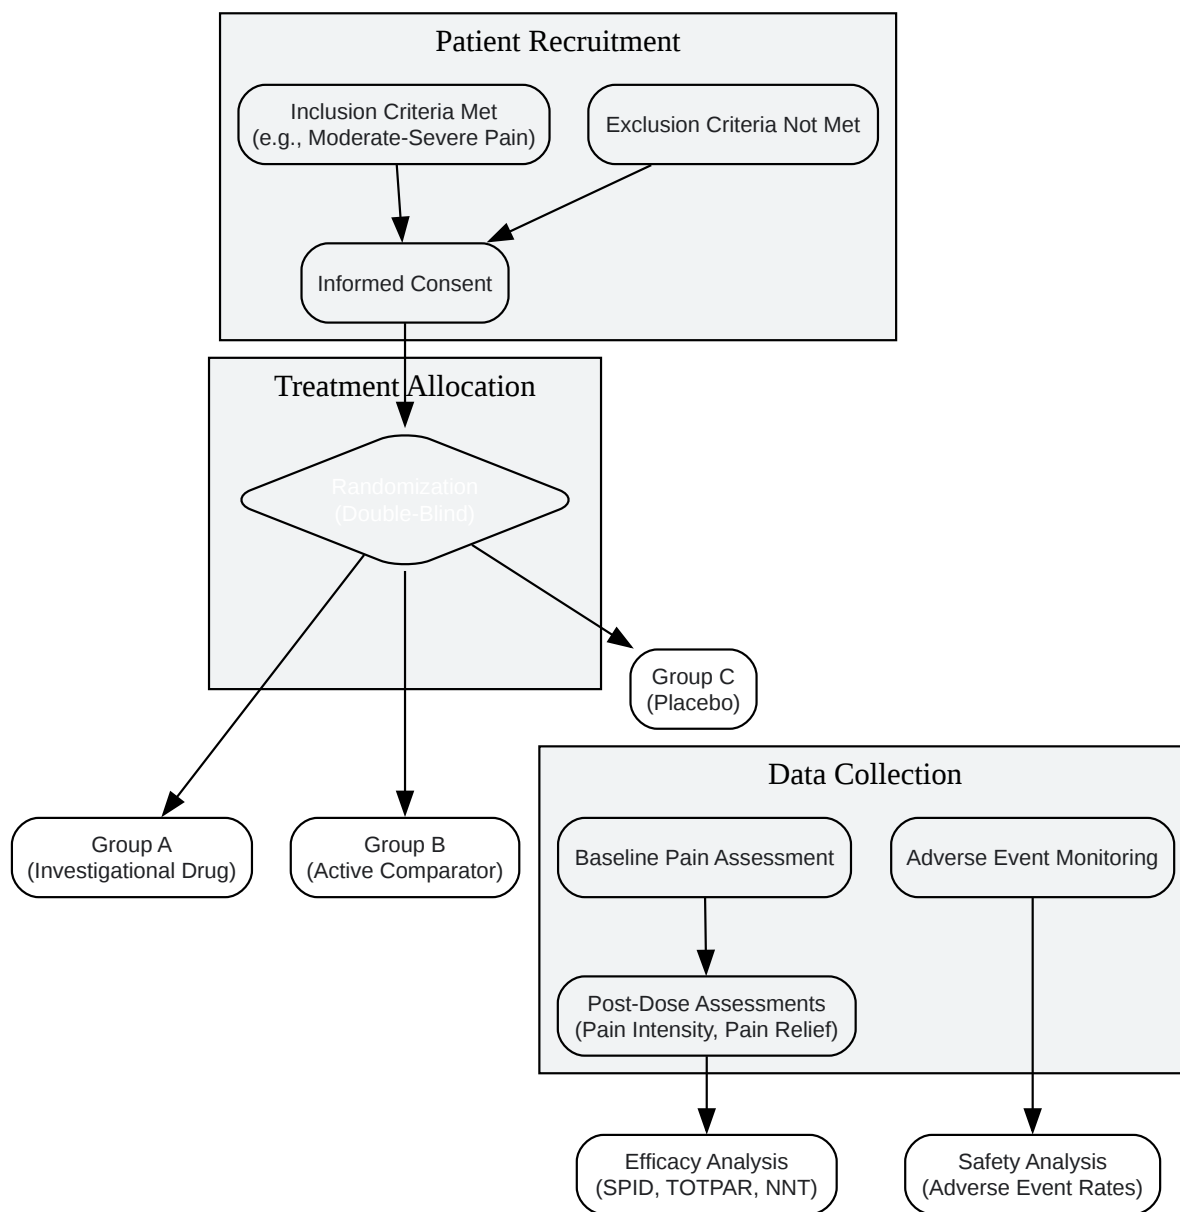 Patient Recruitment
Inclusion Criteria Met
(e.g., Moderate-Severe Pain)
Exclusion Criteria Not Met
Informed Consent
Treatment Allocation
Randomization
(Double-Blind)
Group C
(Placebo)
Data Collection
Group A
(Investigational Drug)
Group B
(Active Comparator)
Baseline Pain Assessment
Adverse Event Monitoring
Post-Dose Assessments
(Pain Intensity, Pain Relief)
Efficacy Analysis
(SPID, TOTPAR, NNT)
Safety Analysis
(Adverse Event Rates)